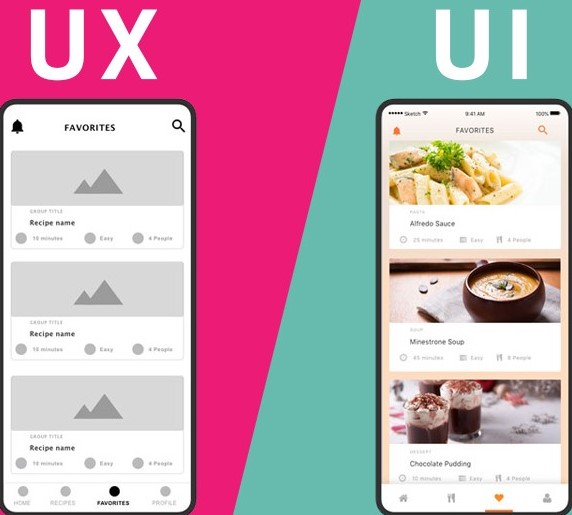 UX
FAVORITES
GROUP TITLE
Recipe name
10 minutes Easy 4 People
GROUP TITLE
Recipe name
10 minutes Easy 4 People
GROUP TITLE
Recipe name
10 minutes Easy 4 People
HOME RECIPES FAVORITES PROFILE
UI
Sketch 9:41 AM 100%
FAVORITES
PASTA
Alfredo Sauce
25 minutes Easy 4 People
SOUP
Minestrone Soup
45 minutes Easy 8 People
DESSERT
Chocolate Pudding
10 minutes Easy 4 People